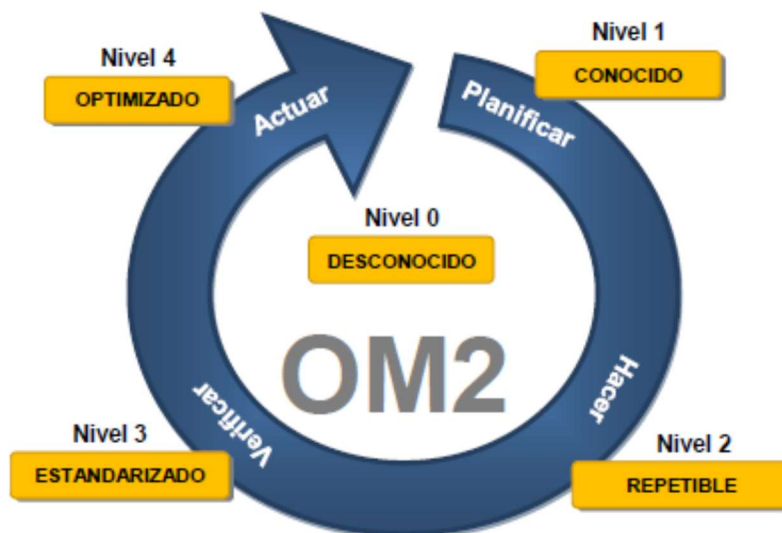 Nivel 1
CONOCIDO
Nivel 4
OPTIMIZADO
Actuar
Planificar
Nivel 0
DESCONOCIDO
OM2
Hacer
Verificar
Nivel 3
ESTANDARIZADO
Nivel 2
REPETIBLE